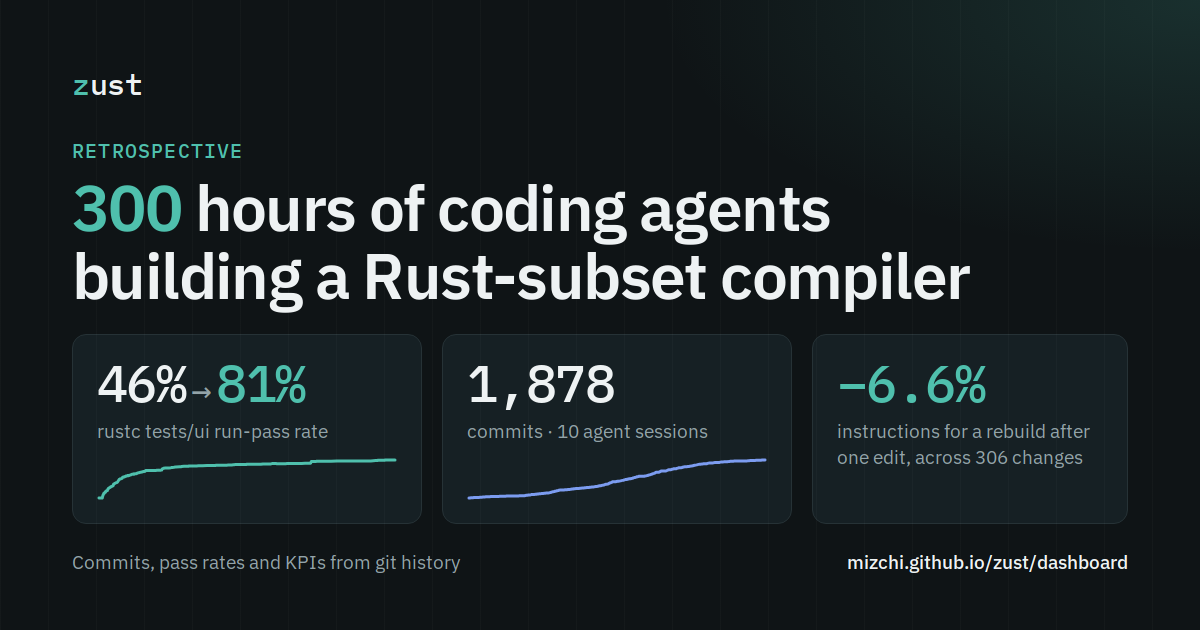 zust
RETROSPECTIVE
300 hours of coding agents
building a Rust-subset compiler
46%→81%
rustc tests/ui run-pass rate
1,878
commits · 10 agent sessions
−6.6%
instructions for a rebuild after
one edit, across 306 changes
Commits, pass rates and KPIs from git history
mizchi.github.io/zust/dashboard